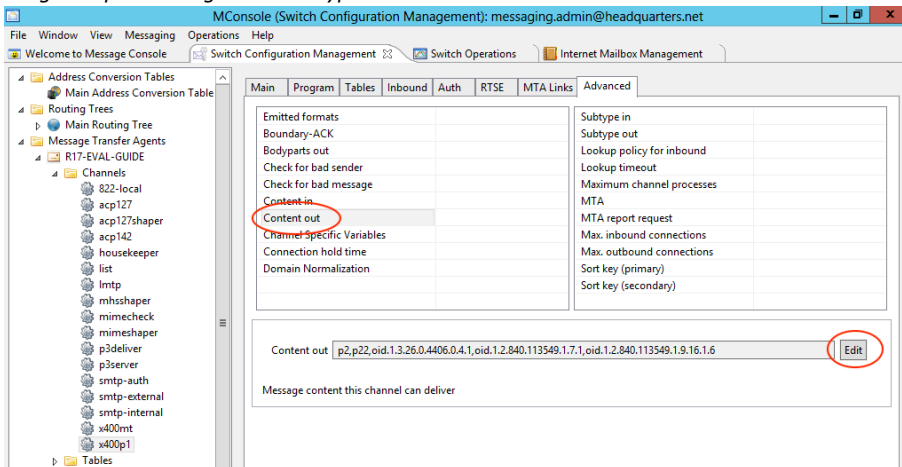 MConsole (Switch Configuration Management): messaging.admin@headquarters.net
File Window View Messaging Operations Help
Welcome to Message Console Switch Configuration Management Switch Operations Internet Mailbox Management
Address Conversion Tables
Main Address Conversion Table
Routing Trees
Main Routing Tree
Message Transfer Agents
R17-EVAL-GUIDE
Channels
822-local
acp127
acp127shaper
acp142
housekeeper
list
lmtp
mhsshaper
mimecheck
mimeshaper
p3deliver
p3server
smtp-auth
smtp-external
smtp-internal
x400mt
x400p1
Tables
Main Program Tables Inbound Auth RTSE MTA Links Advanced
Emitted formats
Boundary-ACK
Bodyparts out
Check for bad sender
Check for bad message
Content in
Content out
Channel Specific Variables
Connection hold time
Domain Normalization
Subtype in
Subtype out
Lookup policy for inbound
Lookup timeout
Maximum channel processes
MTA
MTA report request
Max. inbound connections
Max. outbound connections
Sort key (primary)
Sort key (secondary)
Content out p2,p22,oid.1.3.26.0.4406.0.4.1,oid.1.2.840.113549.1.7.1,oid.1.2.840.113549.1.9.16.1.6 Edit
Message content this channel can deliver